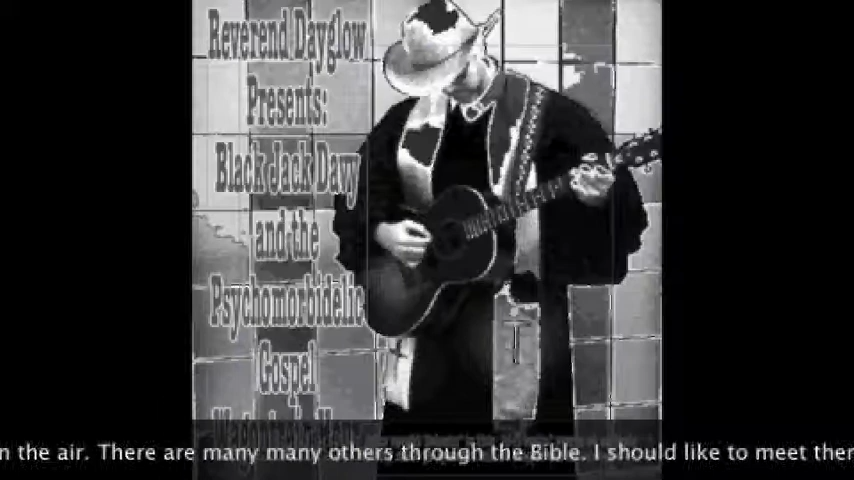 Reverend Dayglow
Presents:
Black Jack Davy
and the
Psychomorbidelic
Gospel
n the air. There are many many others through the Bible. I should like to meet them